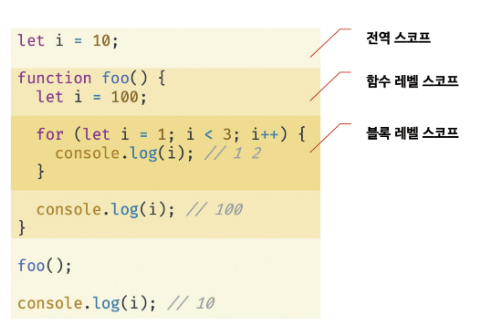 let i = 10;
전역 스코프
function foo() {
함수 레벨 스코프
let i = 100;
for (let i = 1; i < 3; i++) {
블록 레벨 스코프
console.log(i); // 1 2
}
console.log(i); // 100
}
foo();
console.log(i); // 10